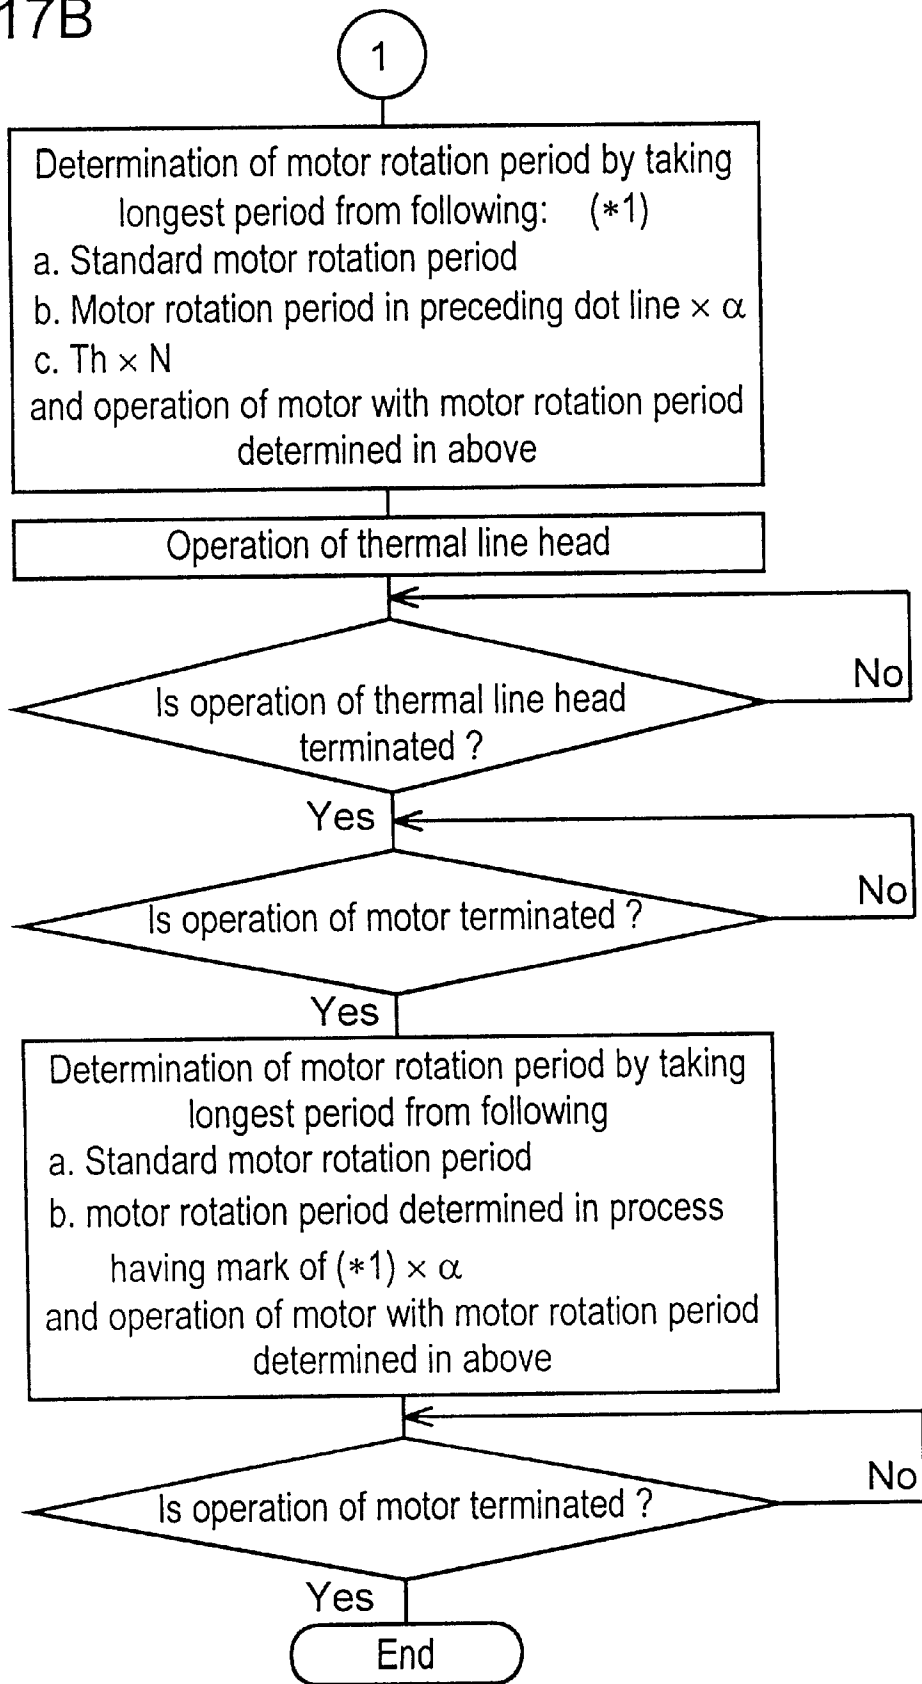 17B
1
Determination of motor rotation period by taking
longest period from following: (*1)
a. Standard motor rotation period
b. Motor rotation period in preceding dot line × α
c. Th × N
and operation of motor with motor rotation period
determined in above
Operation of thermal line head
No
Is operation of thermal line head
terminated ?
Yes
No
Is operation of motor terminated ?
Yes
Determination of motor rotation period by taking
longest period from following
a. Standard motor rotation period
b. motor rotation period determined in process
having mark of (*1) × α
and operation of motor with motor rotation period
determined in above
No
Is operation of motor terminated ?
Yes
End